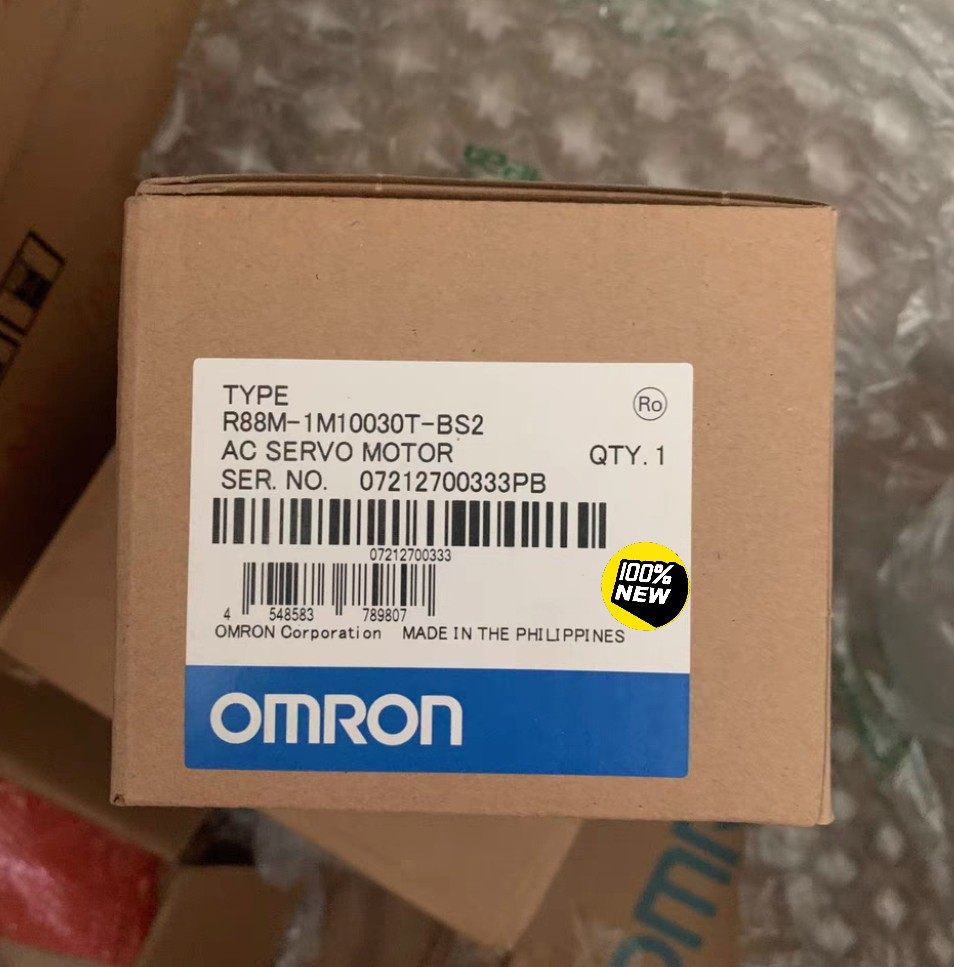 TYPE
R88M-1M10030T-BS2
AC SERVO MOTOR QTY. 1
SER. NO. 07212700333PB
Ro
07212700333
4 548583 789807
OMRON Corporation MADE IN THE PHILIPPINES
100%
NEW
OMRON